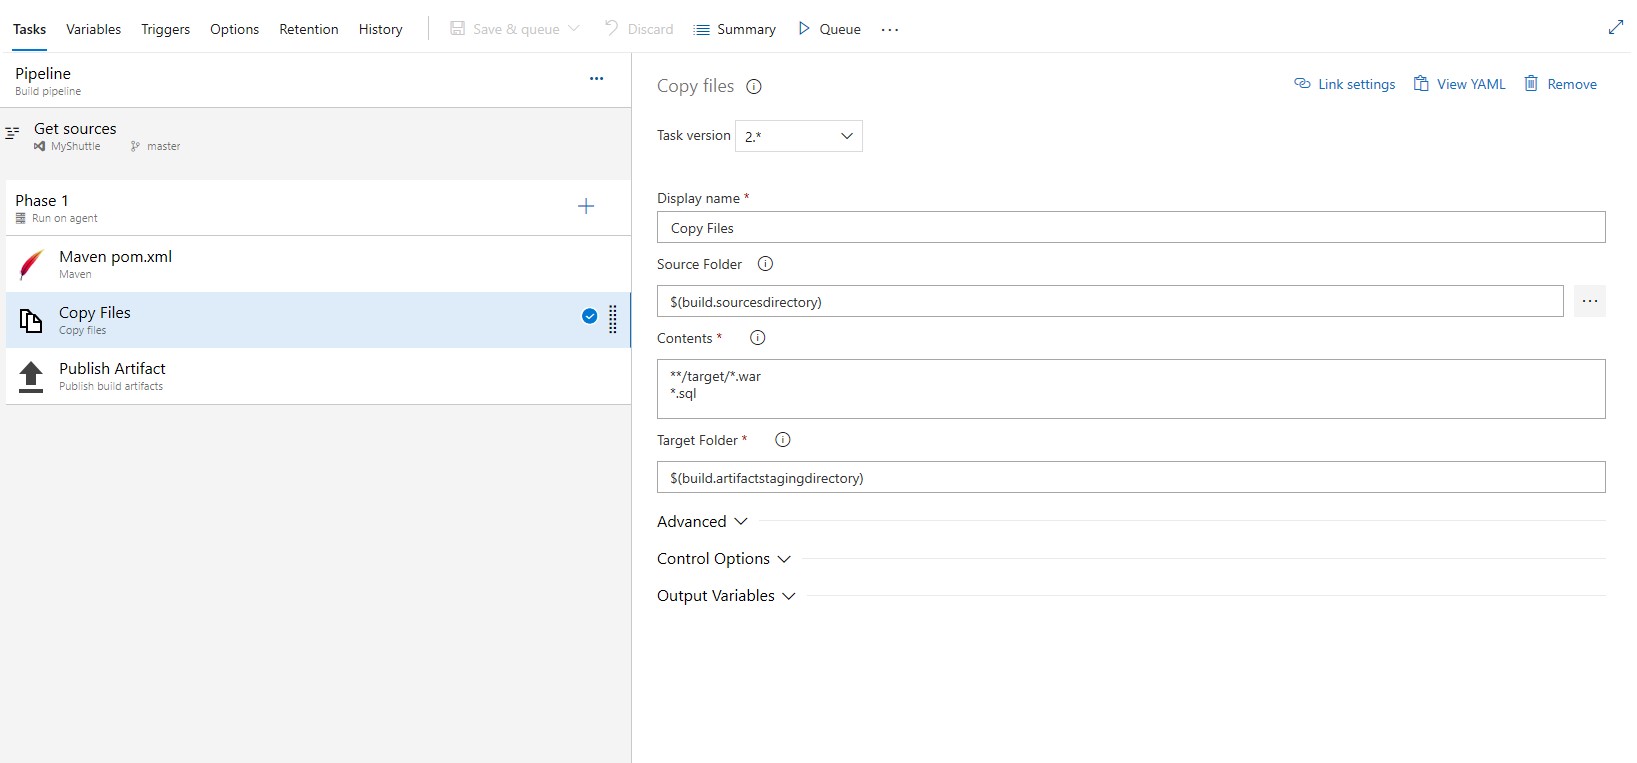 Tasks Variables Triggers Options Retention History Save & queue Discard Summary Queue ...
Pipeline ...
Build pipeline
Get sources
MyShuttle master
Phase 1
Run on agent
Maven pom.xml
Maven
Copy Files
Copy files
Publish Artifact
Publish build artifacts
Copy files Link settings View YAML Remove
Task version 2.*
Display name *
Copy Files
Source Folder
$(build.sourcesdirectory) ...
Contents *
**/target/*.war
*.sql
Target Folder *
$(build.artifactstagingdirectory)
Advanced
Control Options
Output Variables